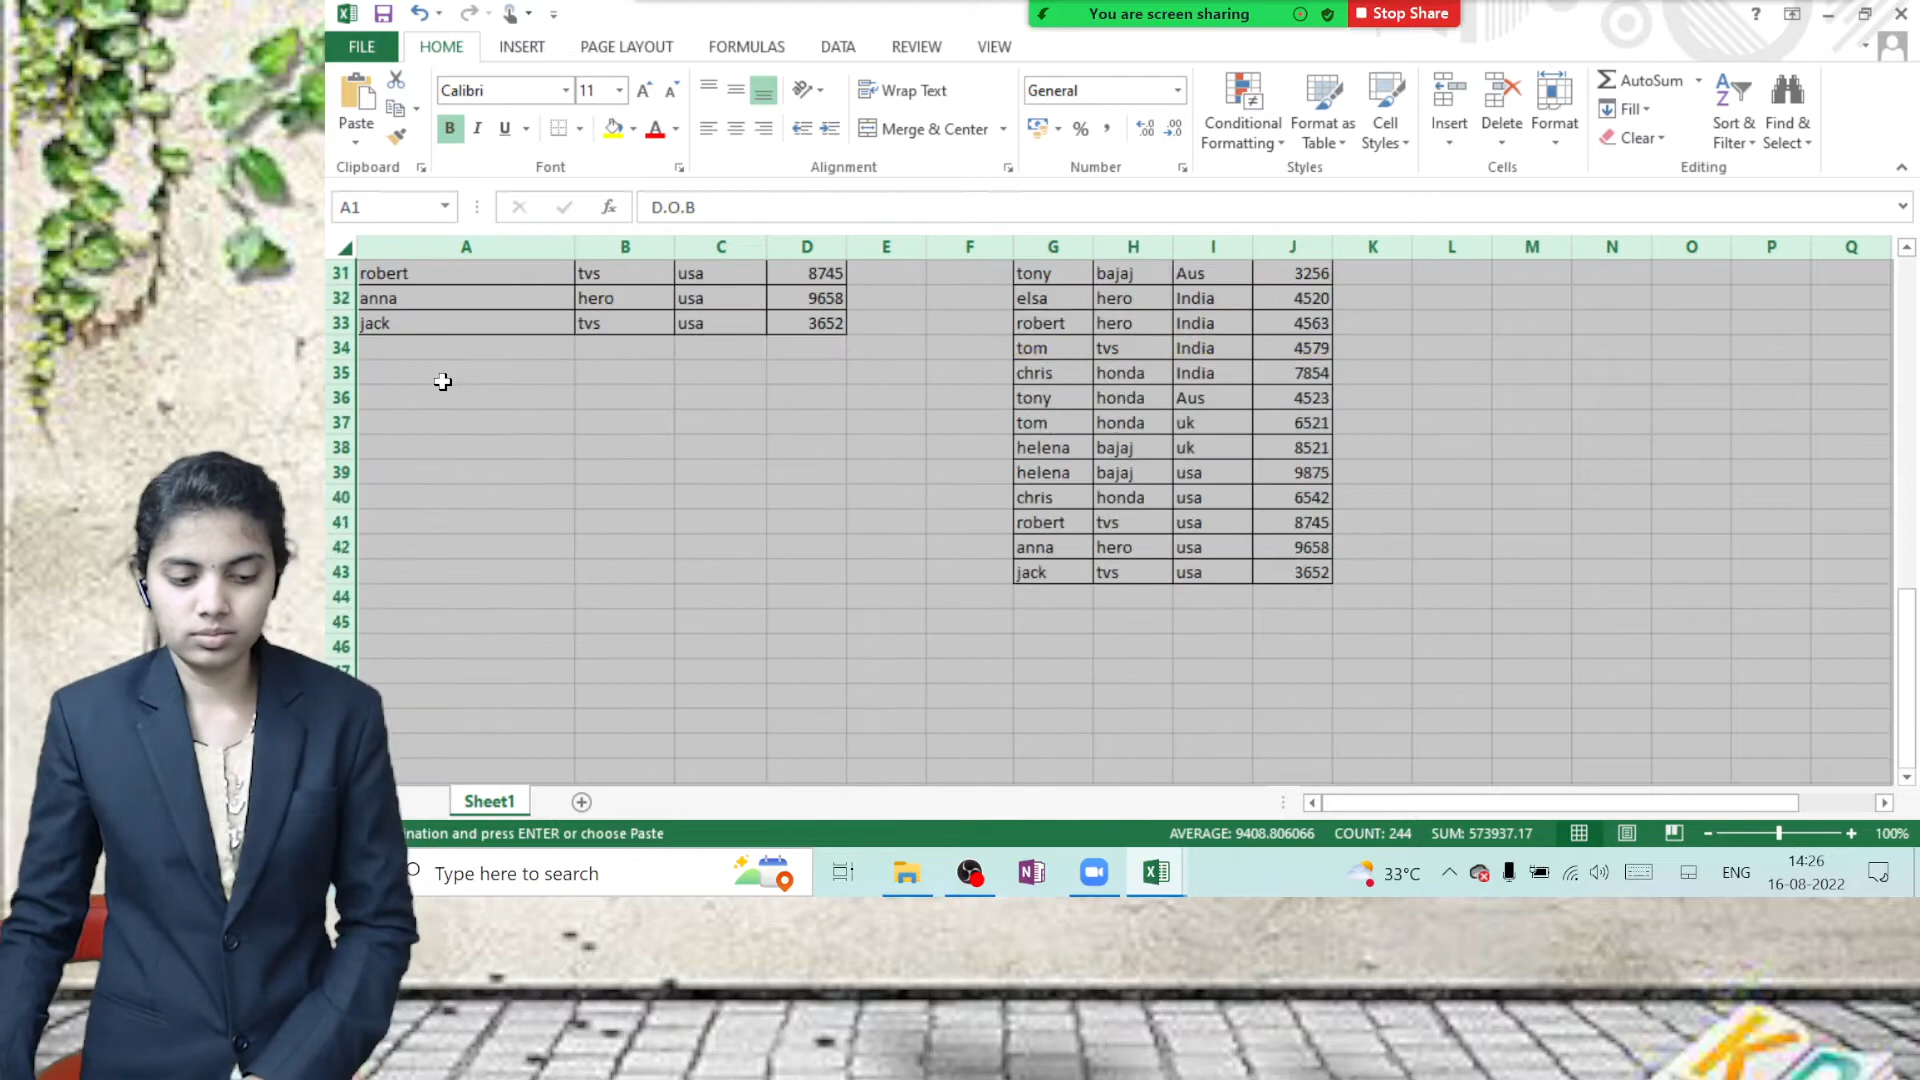 You are screen sharing
Stop Share
?
FILE
HOME
INSERT
PAGE LAYOUT
FORMULAS
DATA
REVIEW
VIEW
Paste
Clipboard
Calibri
11
B I U
Font
Wrap Text
Merge & Center
Alignment
General
Number
Conditional Formatting
Format as Table
Cell Styles
Styles
Insert
Delete
Format
Cells
AutoSum
Fill
Clear
Sort & Filter
Find & Select
Editing
A1
fx
D.O.B
A B C D E F G H I J K L M N O P Q
31 robert tvs usa 8745 tony bajaj Aus 3256
32 anna hero usa 9658 elsa hero India 4520
33 jack tvs usa 3652 robert hero India 4563
34 tom tvs India 4579
35 chris honda India 7854
36 tony honda Aus 4523
37 tom honda uk 6521
38 helena bajaj uk 8521
39 helena bajaj usa 9875
40 chris honda usa 6542
41 robert tvs usa 8745
42 anna hero usa 9658
43 jack tvs usa 3652
44
45
46
Sheet1
and press ENTER or choose Paste
AVERAGE: 9408.806066 COUNT: 244 SUM: 573937.17
100%
Type here to search
33°C
ENG
14:26
16-08-2022